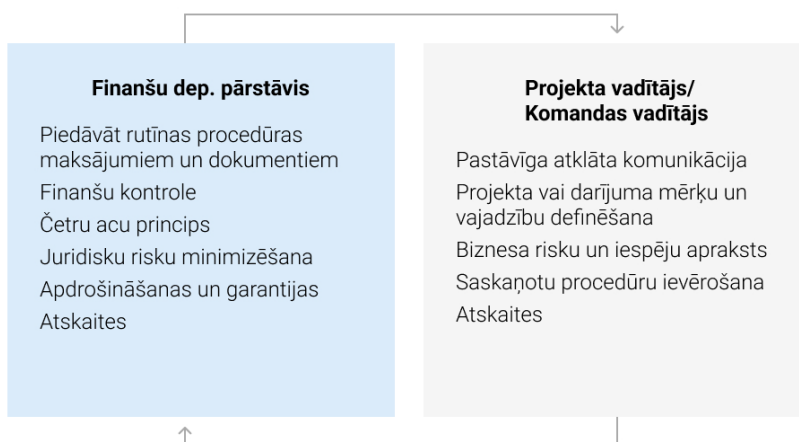 Finanšu dep. pārstāvis
Piedāvāt rutīnas procedūras
maksājumiem un dokumentiem
Finanšu kontrole
Četru acu princips
Juridisku risku minimizēšana
Apdrošināšanas un garantijas
Atskaites
Projekta vadītājs/
Komandas vadītājs
Pastāvīga atklāta komunikācija
Projekta vai darījuma mērķu un
vajadzību definēšana
Biznesa risku un iespēju apraksts
Saskaņotu procedūru ievērošana
Atskaites